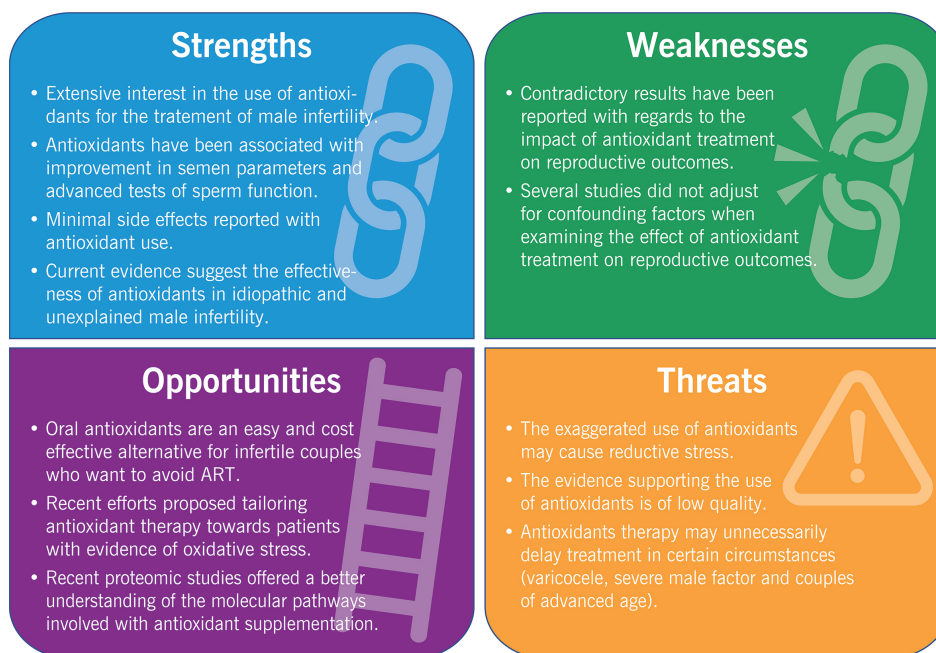 Strengths
• Extensive interest in the use of antioxi-
dants for the tratement of male infertility.
• Antioxidants have been associated with
improvement in semen parameters and
advanced tests of sperm function.
• Minimal side effects reported with
antioxidant use.
• Current evidence suggest the effective-
ness of antioxidants in idiopathic and
unexplained male infertility.
Weaknesses
• Contradictory results have been
reported with regards to the
impact of antioxidant treatment
on reproductive outcomes.
• Several studies did not adjust
for confounding factors when
examining the effect of antioxidant
treatment on reproductive outcomes.
Opportunities
• Oral antioxidants are an easy and cost
effective alternative for infertile couples
who want to avoid ART.
• Recent efforts proposed tailoring
antioxidant therapy towards patients
with evidence of oxidative stress.
• Recent proteomic studies offered a better
understanding of the molecular pathways
involved with antioxidant supplementation.
Threats
• The exaggerated use of antioxidants
may cause reductive stress.
• The evidence supporting the use
of antioxidants is of low quality.
• Antioxidants therapy may unnecessarily
delay treatment in certain circumstances
(varicocele, severe male factor and couples
of advanced age).